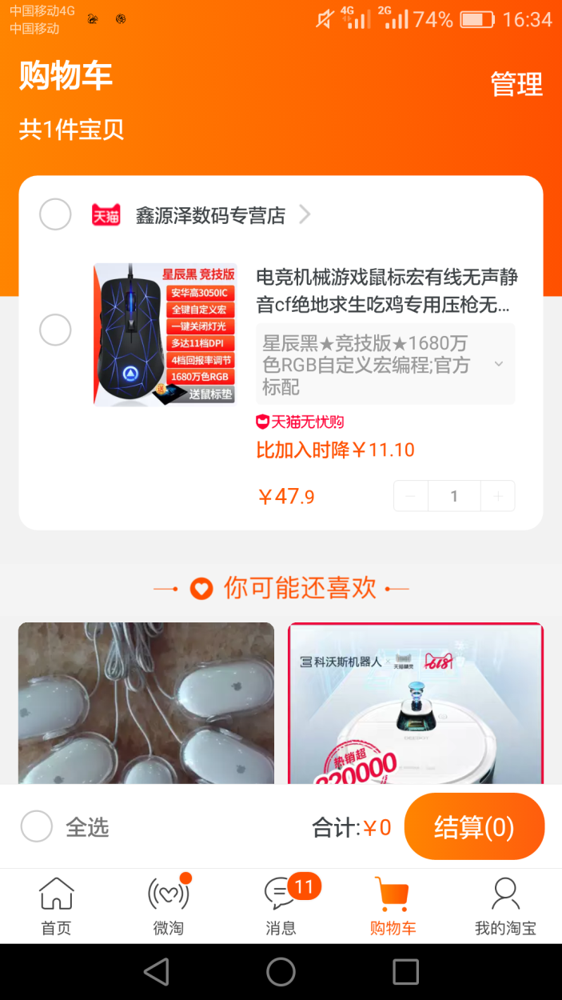 中国移动4G
中国移动
4G
2G
74%
16:34
购物车
管理
共1件宝贝
天猫
鑫源泽数码专营店
星辰黑 竞技版
安华高3050IC
全键自定义宏
一键关闭灯光
多达11档DPI
4档回报率调节
1680万色RGB
送
送鼠标垫
电竞机械游戏鼠标宏有线无声静
音cf绝地求生吃鸡专用压枪无...
星辰黑★竞技版★1680万
色RGB自定义宏编程;官方
标配
天猫无忧购
比加入时降￥11.10
￥47.9
1
你可能还喜欢
科沃斯机器人
天猫精灵
618
热销超
320000
全选
合计:￥0
结算(0)
首页
微淘
11
消息
购物车
我的淘宝